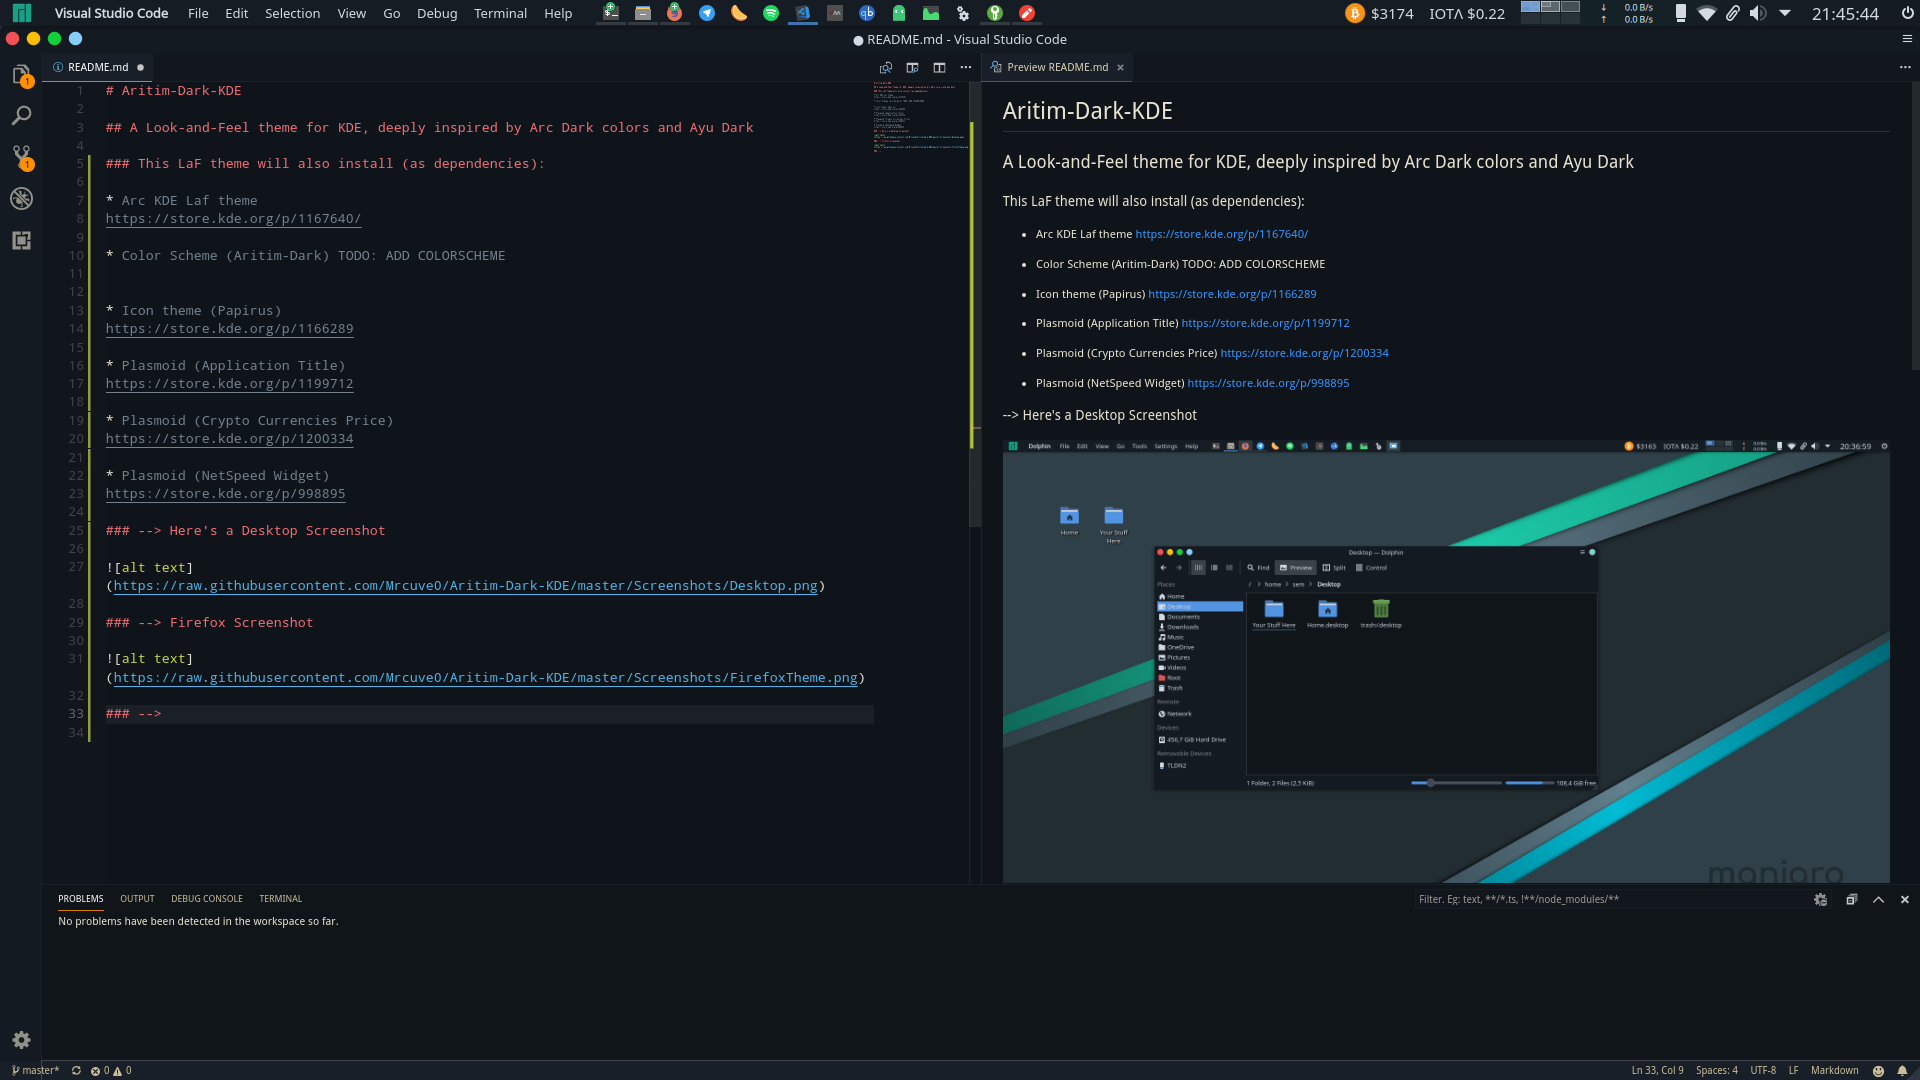 Visual Studio Code File Edit Selection View Go Debug Terminal Help
$3174 IOTΛ $0.22
0.0 B/s
0.0 B/s
21:45:44
README.md - Visual Studio Code
README.md
Preview README.md
1 # Aritim-Dark-KDE
2
3 ## A Look-and-Feel theme for KDE, deeply inspired by Arc Dark colors and Ayu Dark
4
5 ### This LaF theme will also install (as dependencies):
6
7 * Arc KDE Laf theme
8 https://store.kde.org/p/1167640/
9
10 * Color Scheme (Aritim-Dark) TODO: ADD COLORSCHEME
11
12
13 * Icon theme (Papirus)
14 https://store.kde.org/p/1166289
15
16 * Plasmoid (Application Title)
17 https://store.kde.org/p/1199712
18
19 * Plasmoid (Crypto Currencies Price)
20 https://store.kde.org/p/1200334
21
22 * Plasmoid (NetSpeed Widget)
23 https://store.kde.org/p/998895
24
25 ### --> Here's a Desktop Screenshot
26
27 ![alt text]
(https://raw.githubusercontent.com/Mrcuve0/Aritim-Dark-KDE/master/Screenshots/Desktop.png)
28
29 ### --> Firefox Screenshot
30
31 ![alt text]
(https://raw.githubusercontent.com/Mrcuve0/Aritim-Dark-KDE/master/Screenshots/FirefoxTheme.png)
32
33 ### -->
34
Aritim-Dark-KDE
A Look-and-Feel theme for KDE, deeply inspired by Arc Dark colors and Ayu Dark
This LaF theme will also install (as dependencies):
• Arc KDE Laf theme https://store.kde.org/p/1167640/
• Color Scheme (Aritim-Dark) TODO: ADD COLORSCHEME
• Icon theme (Papirus) https://store.kde.org/p/1166289
• Plasmoid (Application Title) https://store.kde.org/p/1199712
• Plasmoid (Crypto Currencies Price) https://store.kde.org/p/1200334
• Plasmoid (NetSpeed Widget) https://store.kde.org/p/998895
--> Here's a Desktop Screenshot
Dolphin File Edit View Go Tools Settings Help
$3163 IOTΛ $0.22
20:36:59
Home
Your Stuff
Here
Desktop — Dolphin
Find Preview Split Control
/ > home > sem > Desktop
Places
Home
Desktop
Documents
Downloads
Music
OneDrive
Pictures
Videos
Root
Trash
Remote
Network
Devices
456,7 GiB Hard Drive
Removable Devices
TLDN2
Your Stuff Here
Home.desktop
trash:/.desktop
1 Folder, 2 Files (2,5 KiB)
108,4 GiB free
manjaro
PROBLEMS OUTPUT DEBUG CONSOLE TERMINAL
Filter. Eg: text, **/*.ts, !**/node_modules/**
No problems have been detected in the workspace so far.
master* 0 0
Ln 33, Col 9 Spaces: 4 UTF-8 LF Markdown